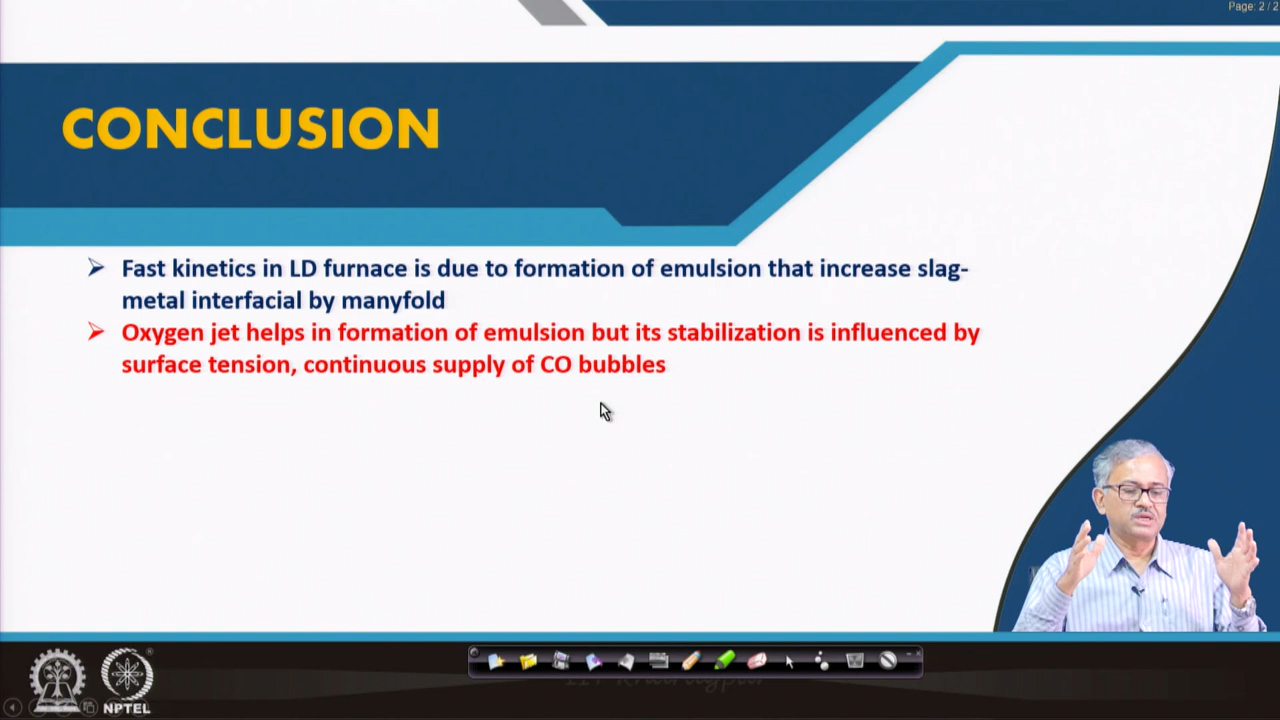 Page: 2 / 2
CONCLUSION
➢ Fast kinetics in LD furnace is due to formation of emulsion that increase slag-
metal interfacial by manyfold
➢ Oxygen jet helps in formation of emulsion but its stabilization is influenced by
surface tension, continuous supply of CO bubbles
IIT Kharagpur
NPTEL